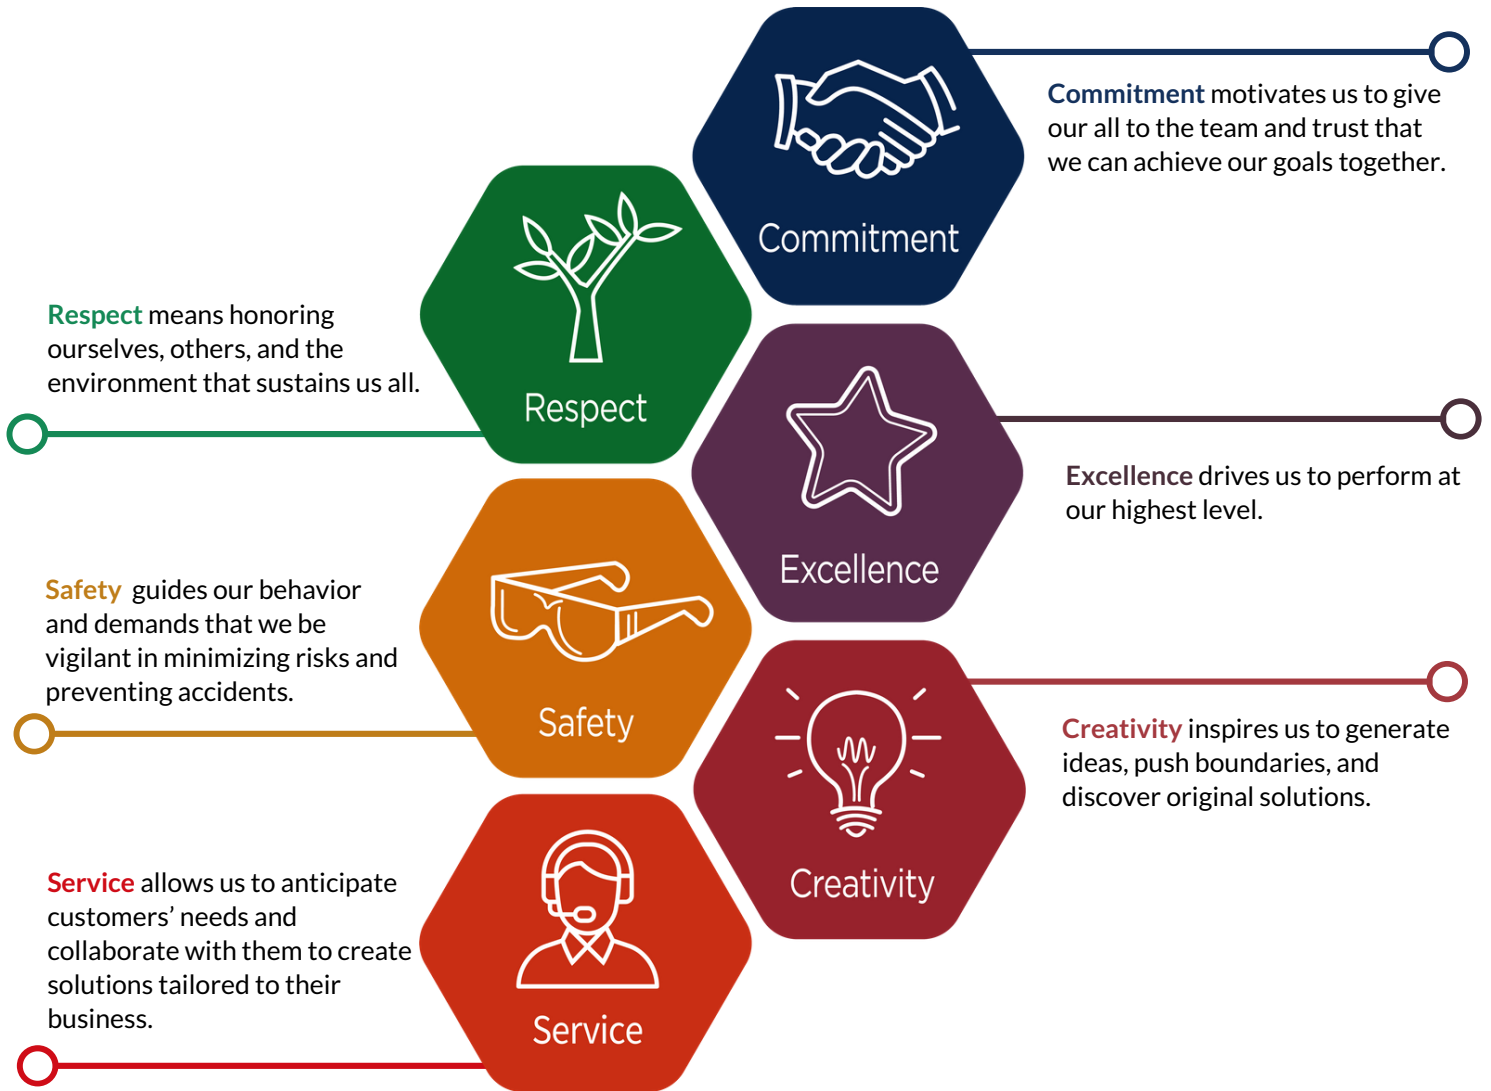 Commitment
Commitment motivates us to give
our all to the team and trust that
we can achieve our goals together.
Respect means honoring
ourselves, others, and the
environment that sustains us all.
Respect
Excellence
Excellence drives us to perform at
our highest level.
Safety guides our behavior
and demands that we be
vigilant in minimizing risks and
preventing accidents.
Safety
Creativity inspires us to generate
ideas, push boundaries, and
discover original solutions.
Creativity
Service allows us to anticipate
customers’ needs and
collaborate with them to create
solutions tailored to their
business.
Service